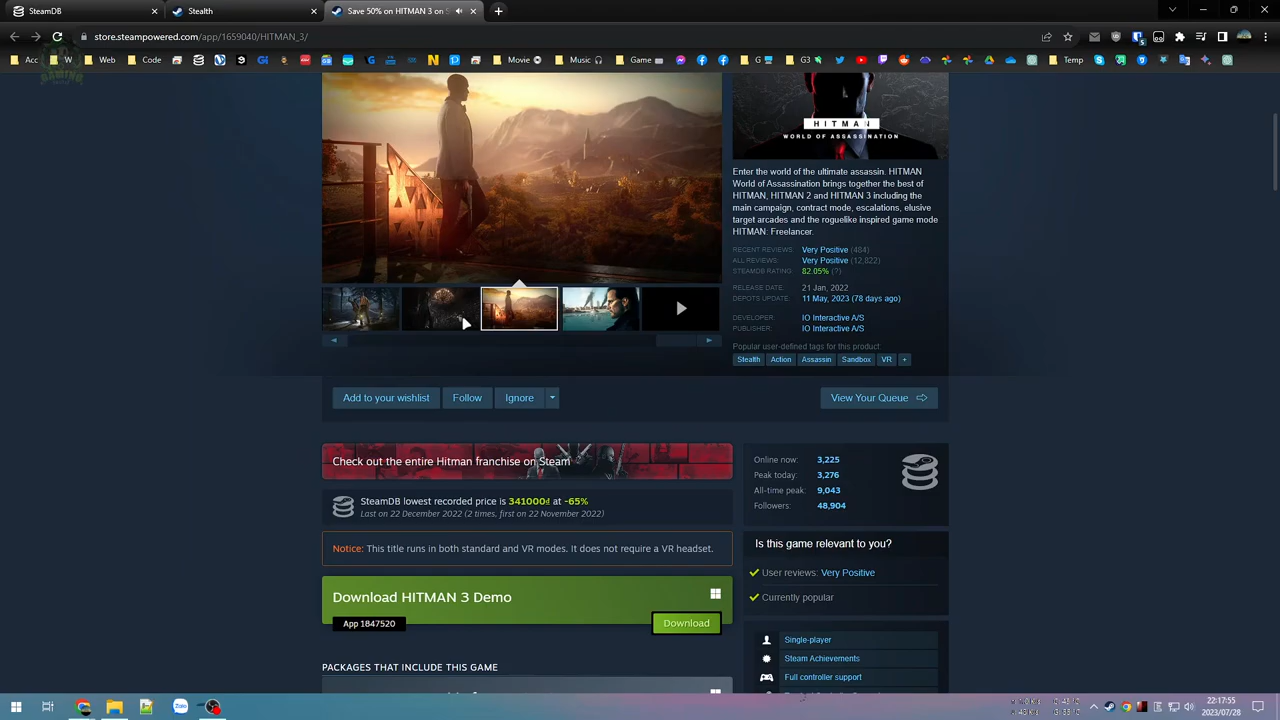 SteamDB
Stealth
Save 50% on HITMAN 3 on S
store.steampowered.com/app/1659040/HITMAN_3/
Acc
Web
Codi
Movie
Music
Game
G3
Temp
GAMING
HITMAN
WORLD OF ASSASSINATION
Enter the world of the ultimate assassin. HITMAN
World of Assassination brings together the best of
HITMAN, HITMAN 2 and HITMAN 3 including the
main campaign, contract mode, escalations, elusive
target arcades and the roguelike inspired game mode
HITMAN: Freelancer.
RECENT REVIEWS: Very Positive (484)
ALL REVIEWS: Very Positive (12,822)
STEAMDB RATING: 82.05% (?)
RELEASE DATE: 21 Jan, 2022
DEPOTS UPDATE: 11 May, 2023 (78 days ago)
DEVELOPER: IO Interactive A/S
PUBLISHER: IO Interactive A/S
Popular user-defined tags for this product:
Stealth Action Assassin Sandbox VR +
Add to your wishlist Follow Ignore View Your Queue
Check out the entire Hitman franchise on Steam
SteamDB lowest recorded price is 341000₫ at -65%
Last on 22 December 2022 (2 times, first on 22 November 2022)
Notice: This title runs in both standard and VR modes. It does not require a VR headset.
Download HITMAN 3 Demo
App 1847520
Download
PACKAGES THAT INCLUDE THIS GAME
Online now: 3,225
Peak today: 3,276
All-time peak: 9,043
Followers: 48,904
Is this game relevant to you?
User reviews: Very Positive
Currently popular
Single-player
Steam Achievements
Full controller support
Zalo
22:17:55
2023/07/28